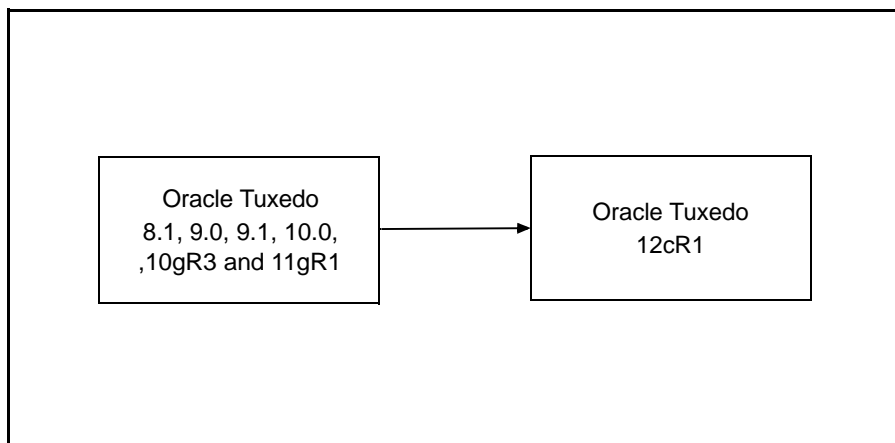 Oracle Tuxedo
8.1, 9.0, 9.1, 10.0,
,10gR3 and 11gR1
Oracle Tuxedo
12cR1